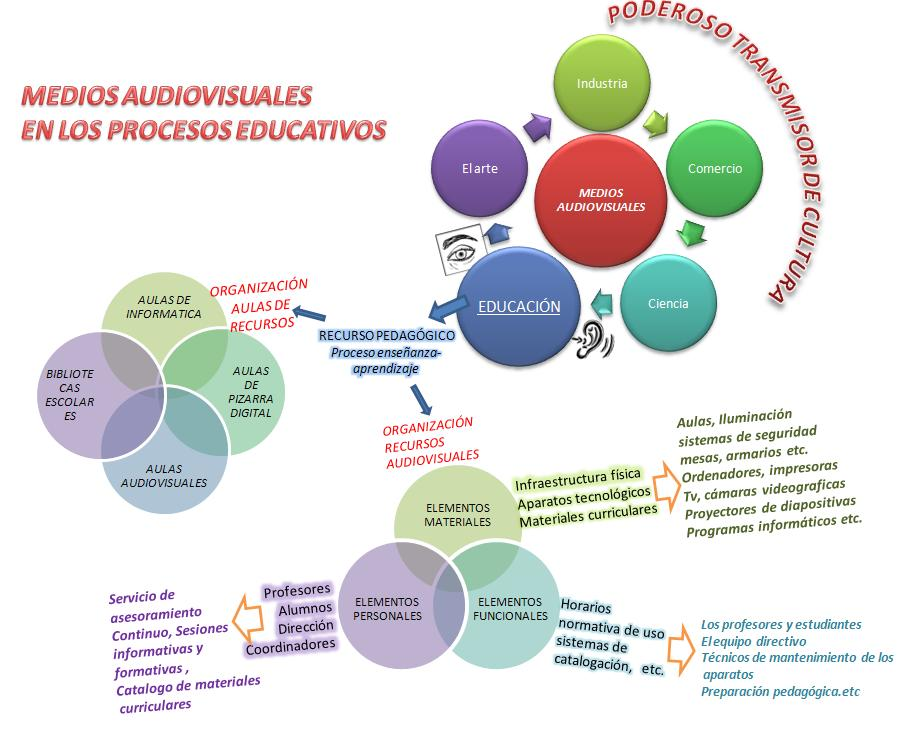 PODEROSO TRANSMISOR DE CULTURA
MEDIOS AUDIOVISUALES
EN LOS PROCESOS EDUCATIVOS
Industria
El arte
Comercio
MEDIOS
AUDIOVISUALES
EDUCACIÓN
Ciencia
ORGANIZACIÓN
AULAS DE
RECURSOS
AULAS DE
INFORMATICA
BIBLIOTE
CAS
ESCOLAR
ES
AULAS
DE
PIZARRA
DIGITAL
AULAS
AUDIOVISUALES
RECURSO PEDAGÓGICO
Proceso enseñanza-
aprendizaje
ORGANIZACIÓN
RECURSOS
AUDIOVISUALES
ELEMENTOS
MATERIALES
Infraestructura física
Aparatos tecnológicos
Materiales curriculares
Aulas, Iluminación
sistemas de seguridad
mesas, armarios etc.
Ordenadores, impresoras
Tv, cámaras videograficas
Proyectores de diapositivas
Programas informáticos etc.
ELEMENTOS
PERSONALES
ELEMENTOS
FUNCIONALES
Profesores
Alumnos
Dirección
Coordinadores
Servicio de
asesoramiento
Continuo, Sesiones
informativas y
formativas ,
Catalogo de materiales
curriculares
Horarios
normativa de uso
sistemas de
catalogación, etc.
Los profesores y estudiantes
El equipo directivo
Técnicos de mantenimiento de los
aparatos
Preparación pedagógica.etc